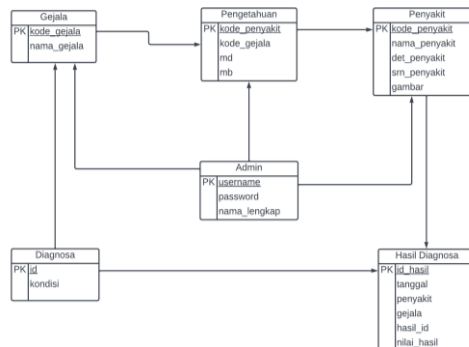 Gejala
PK kode_gejala
nama_gejala
Pengetahuan
PK kode_penyakit
kode_gejala
md
mb
Penyakit
PK kode_penyakit
nama_penyakit
det_penyakit
srn_penyakit
gambar
Admin
PK username
password
nama_lengkap
Diagnosa
PK id
kondisi
Hasil Diagnosa
PK id_hasil
tanggal
penyakit
gejala
hasil_id
nilai_hasil